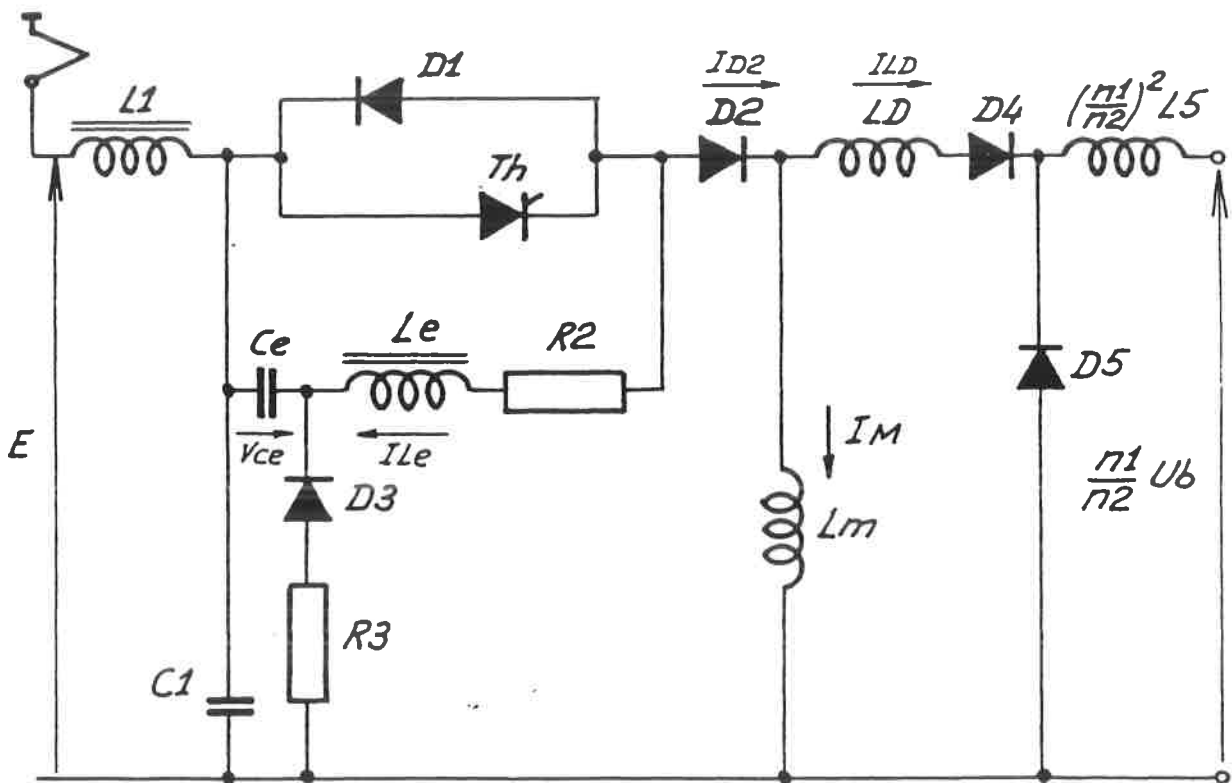 L1
D1
Th
ID2
D2
ILD
LD
D4
(n1/n2)² L5
Ce
Le
R2
Vce
ILe
E
D3
R3
C1
IM
Lm
D5
n1/n2 Ub